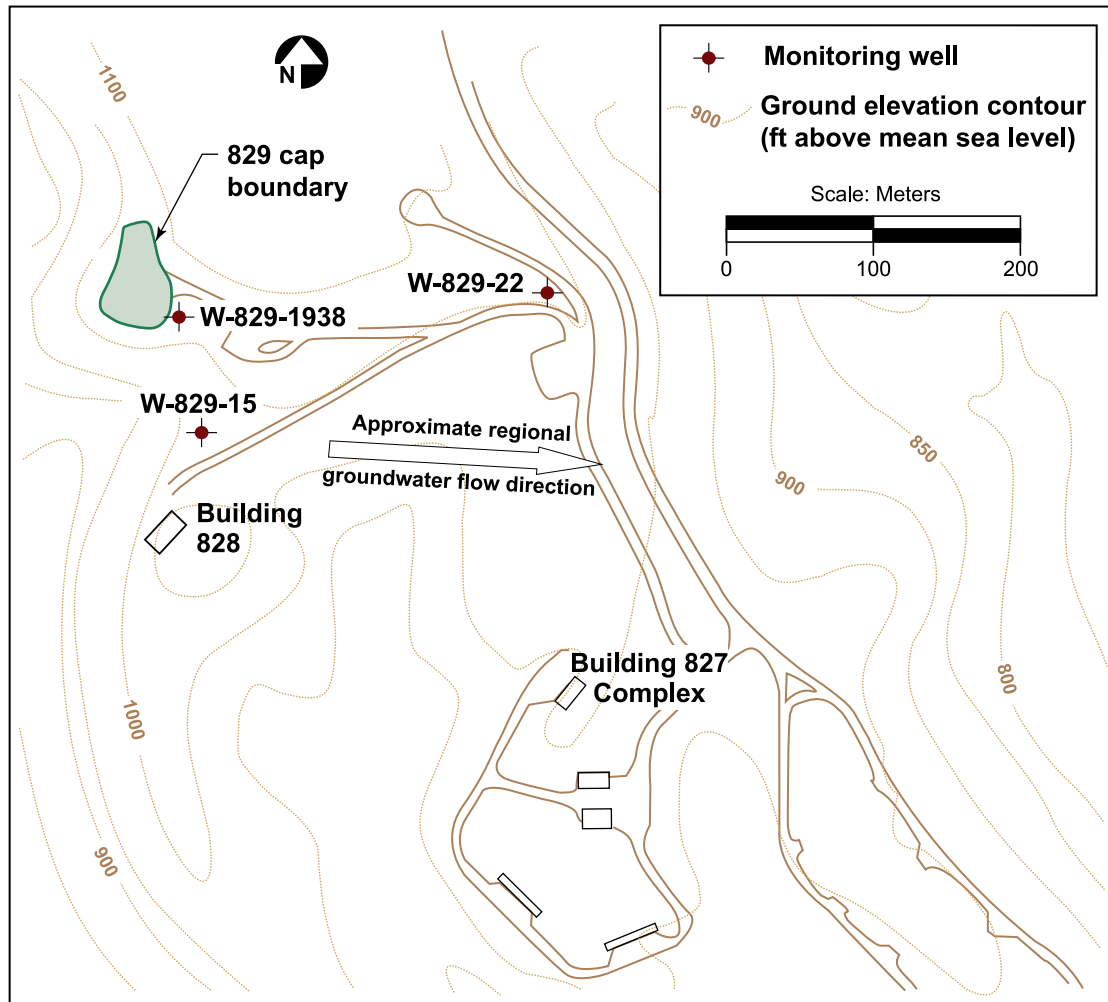 1100
N
829 cap
boundary
Monitoring well
900
Ground elevation contour
(ft above mean sea level)
Scale: Meters
0 100 200
W-829-22
W-829-1938
W-829-15
Approximate regional
groundwater flow direction
850
900
Building
828
Building 827
Complex
800
1000
900